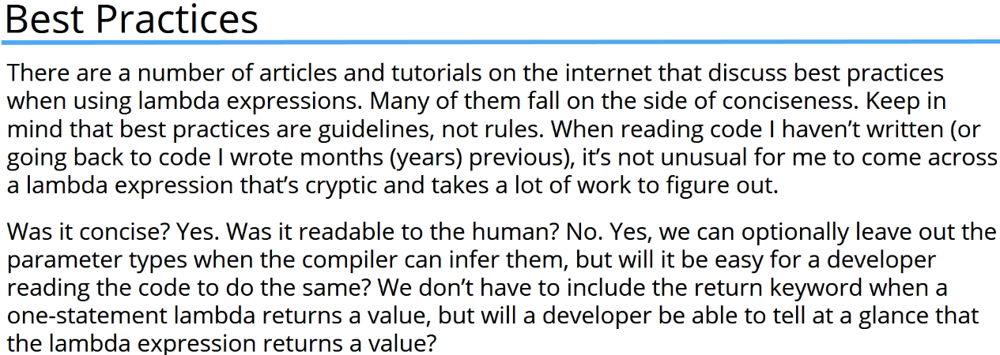 Best Practices
There are a number of articles and tutorials on the internet that discuss best practices
when using lambda expressions. Many of them fall on the side of conciseness. Keep in
mind that best practices are guidelines, not rules. When reading code I haven’t written (or
going back to code I wrote months (years) previous), it’s not unusual for me to come across
a lambda expression that’s cryptic and takes a lot of work to figure out.
Was it concise? Yes. Was it readable to the human? No. Yes, we can optionally leave out the
parameter types when the compiler can infer them, but will it be easy for a developer
reading the code to do the same? We don’t have to include the return keyword when a
one-statement lambda returns a value, but will a developer be able to tell at a glance that
the lambda expression returns a value?